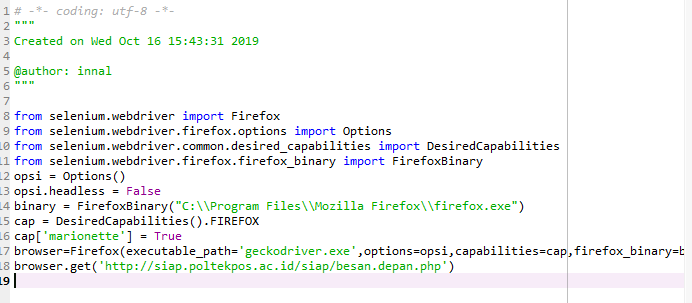 1 # -*- coding: utf-8 -*-
2 """
3 Created on Wed Oct 16 15:43:31 2019
4
5 @author: innal
6 """
7
8 from selenium.webdriver import Firefox
9 from selenium.webdriver.firefox.options import Options
10 from selenium.webdriver.common.desired_capabilities import DesiredCapabilities
11 from selenium.webdriver.firefox.firefox_binary import FirefoxBinary
12 opsi = Options()
13 opsi.headless = False
14 binary = FirefoxBinary("C:\\Program Files\\Mozilla Firefox\\firefox.exe")
15 cap = DesiredCapabilities().FIREFOX
16 cap['marionette'] = True
17 browser=Firefox(executable_path='geckodriver.exe',options=opsi,capabilities=cap,firefox_binary=b
18 browser.get('http://siap.poltekpos.ac.id/siap/besan.depan.php')
19